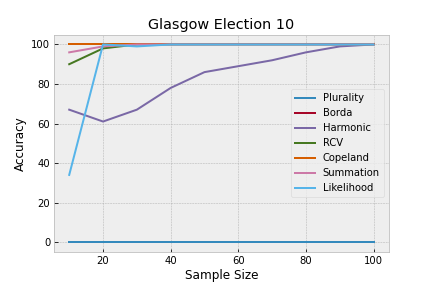 Glasgow Election 10
100
80
60
40
20
0
Accuracy
Plurality
Borda
Harmonic
RCV
Copeland
Summation
Likelihood
20 40 60 80 100
Sample Size